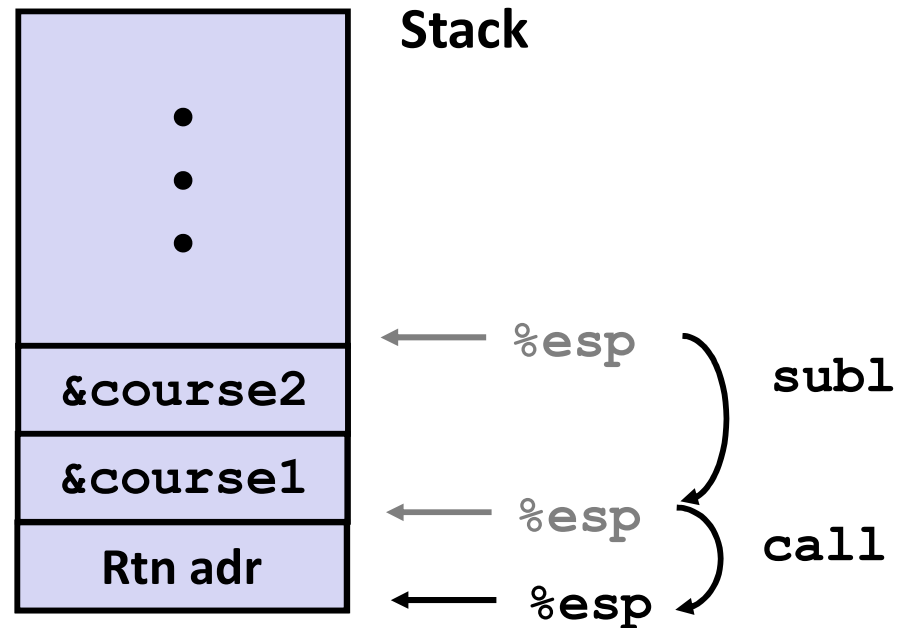 Stack
%esp
&course2
subl
&course1
%esp
call
Rtn adr
%esp